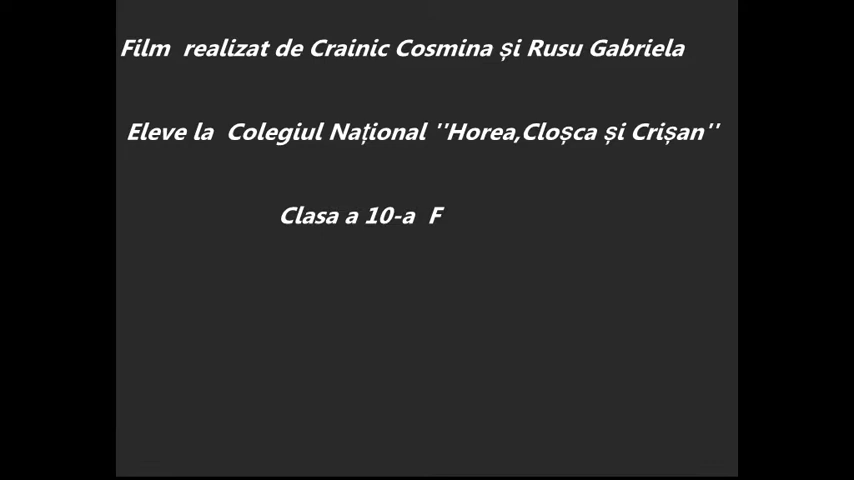 Film realizat de Crainic Cosmina și Rusu Gabriela
Eleve la Colegiul Național ''Horea,Cloșca și Crișan''
Clasa a 10-a F